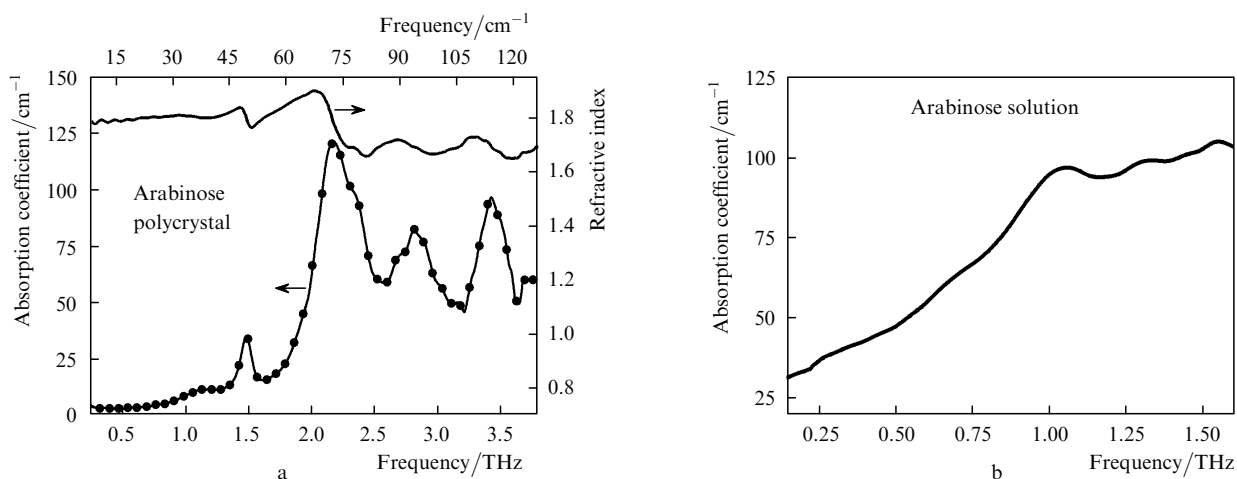 Frequency/cm⁻¹
15 30 45 60 75 90 105 120
Absorption coefficient/cm⁻¹
150
125
100
75
50
25
0
Arabinose
polycrystal
1.8
1.6
1.4
1.2
1.0
0.8
Refractive index
0.5 1.0 1.5 2.0 2.5 3.0 3.5
Frequency/THz
a
Absorption coefficient/cm⁻¹
125
100
75
50
25
Arabinose solution
0.25 0.50 0.75 1.00 1.25 1.50
Frequency/THz
b